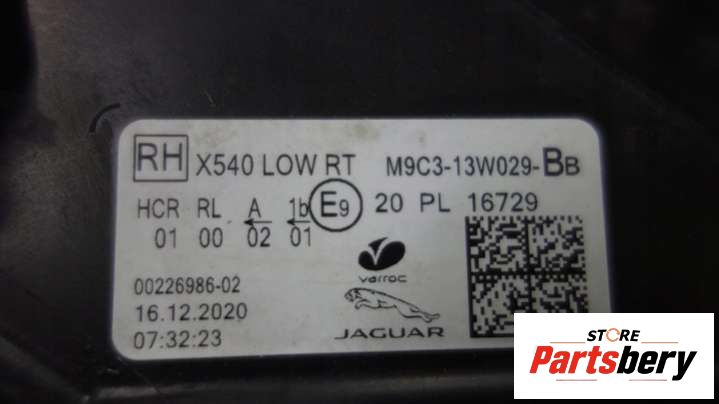 RH X540 LOW RT M9C3-13W029-BB
HCR RL A 1b E9 20 PL 16729
01 00 02 01
00226986-02
varroc
16.12.2020
07:32:23
JAGUAR
STORE
Partsbery